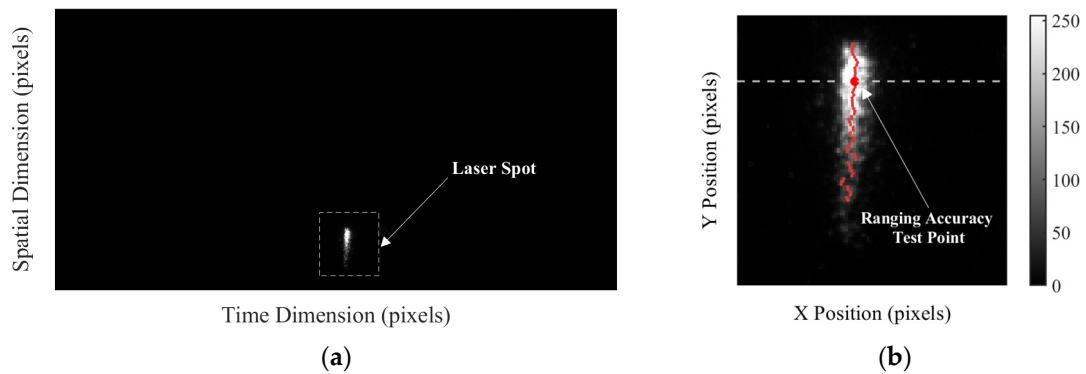 Spatial Dimension (pixels)
Laser Spot
Time Dimension (pixels)
(a)
Y Position (pixels)
Ranging Accuracy
Test Point
X Position (pixels)
250
200
150
100
50
0
(b)